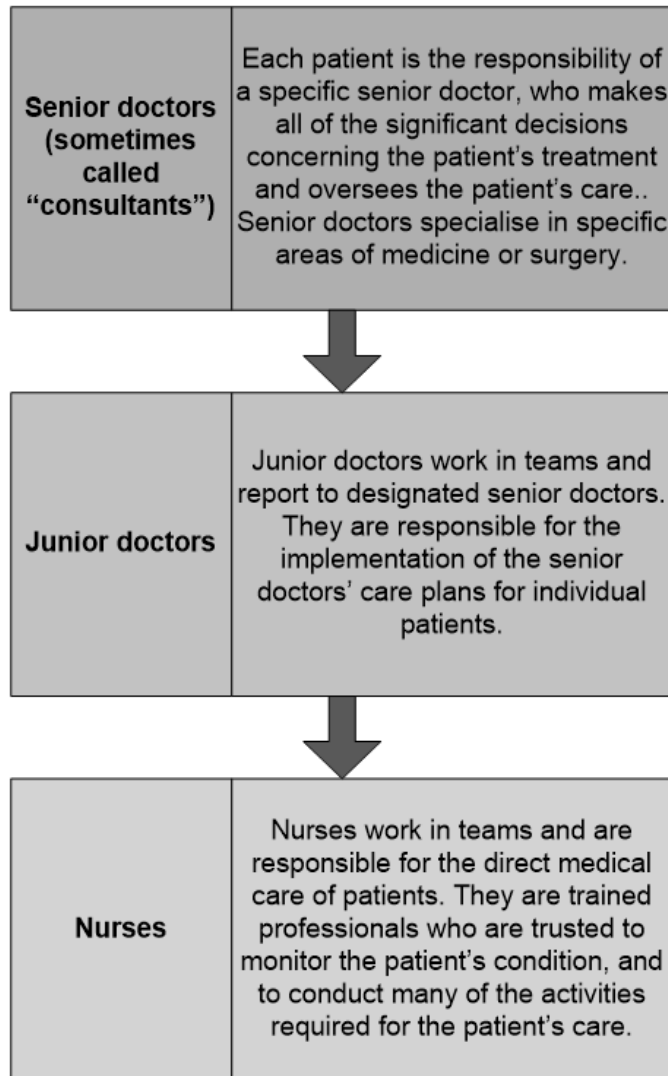 Senior doctors
(sometimes
called
“consultants”)
Each patient is the responsibility of
a specific senior doctor, who makes
all of the significant decisions
concerning the patient’s treatment
and oversees the patient’s care..
Senior doctors specialise in specific
areas of medicine or surgery.
Junior doctors
Junior doctors work in teams and
report to designated senior doctors.
They are responsible for the
implementation of the senior
doctors’ care plans for individual
patients.
Nurses
Nurses work in teams and are
responsible for the direct medical
care of patients. They are trained
professionals who are trusted to
monitor the patient’s condition, and
to conduct many of the activities
required for the patient’s care.